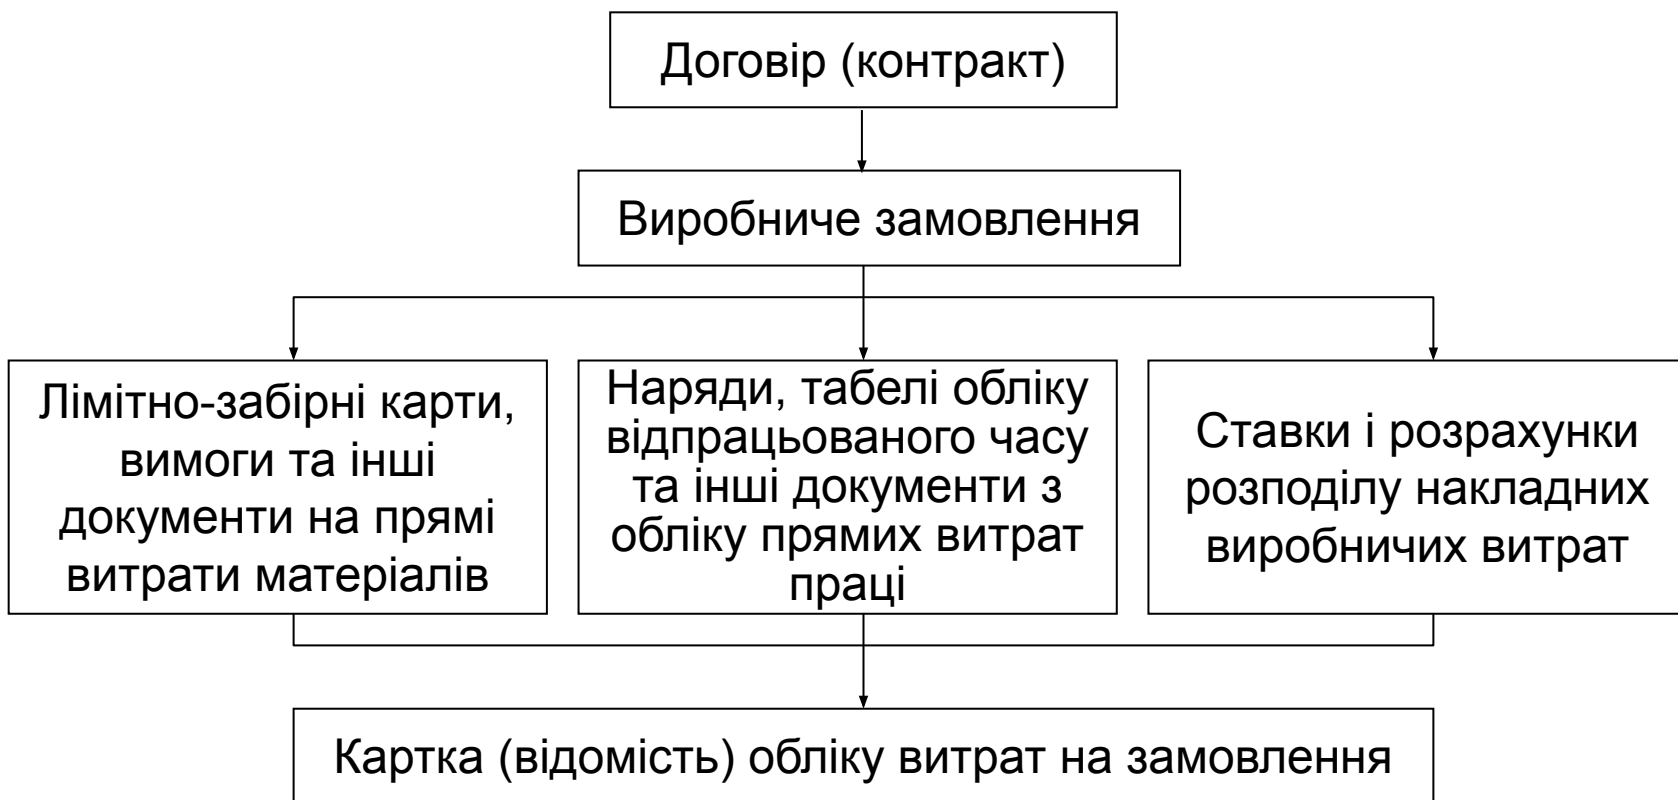 Договір (контракт)
Виробниче замовлення
Лімітно-забірні карти,
вимоги та інші
документи на прямі
витрати матеріалів
Наряди, табелі обліку
відпрацьованого часу
та інші документи з
обліку прямих витрат
праці
Ставки і розрахунки
розподілу накладних
виробничих витрат
Картка (відомість) обліку витрат на замовлення